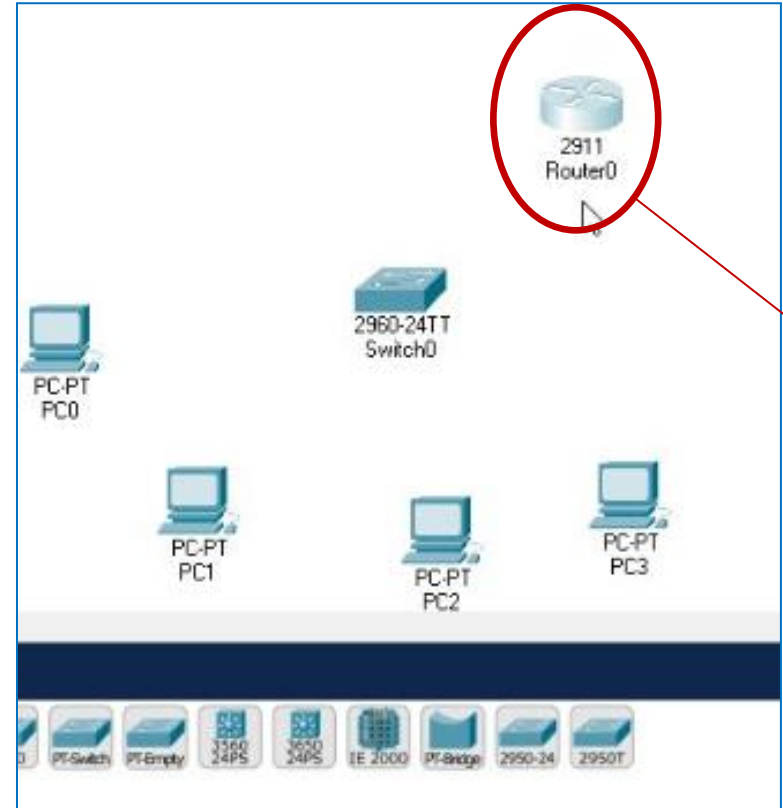 2911
Router0
2960-24TT
Switch0
PC-PT
PC0
PC-PT
PC1
PC-PT
PC2
PC-PT
PC3
PT-Switch
PT-Empty
3560
24PS
3650
24PS
IE 2000
PT-Bridge
2950-24
2950T